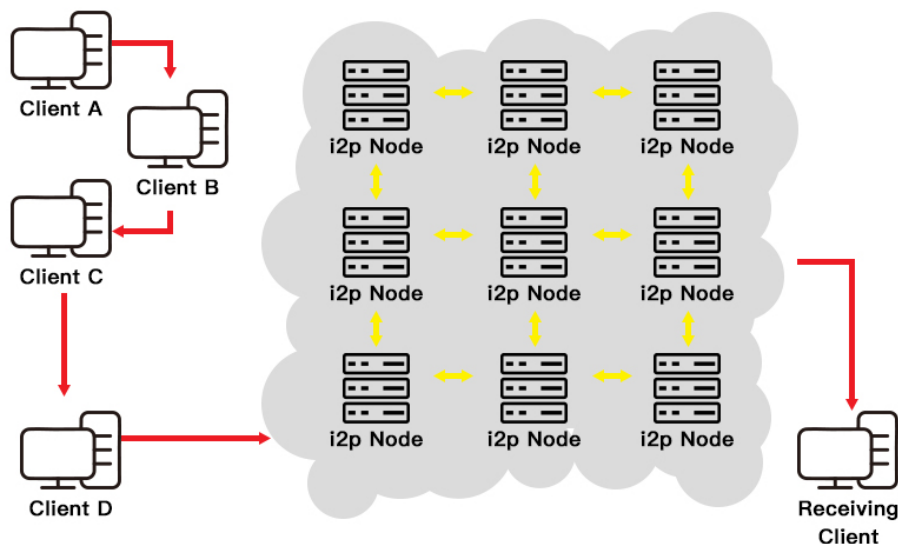 Client A
Client B
Client C
Client D
i2p Node
i2p Node
i2p Node
i2p Node
i2p Node
i2p Node
i2p Node
i2p Node
i2p Node
Receiving
Client